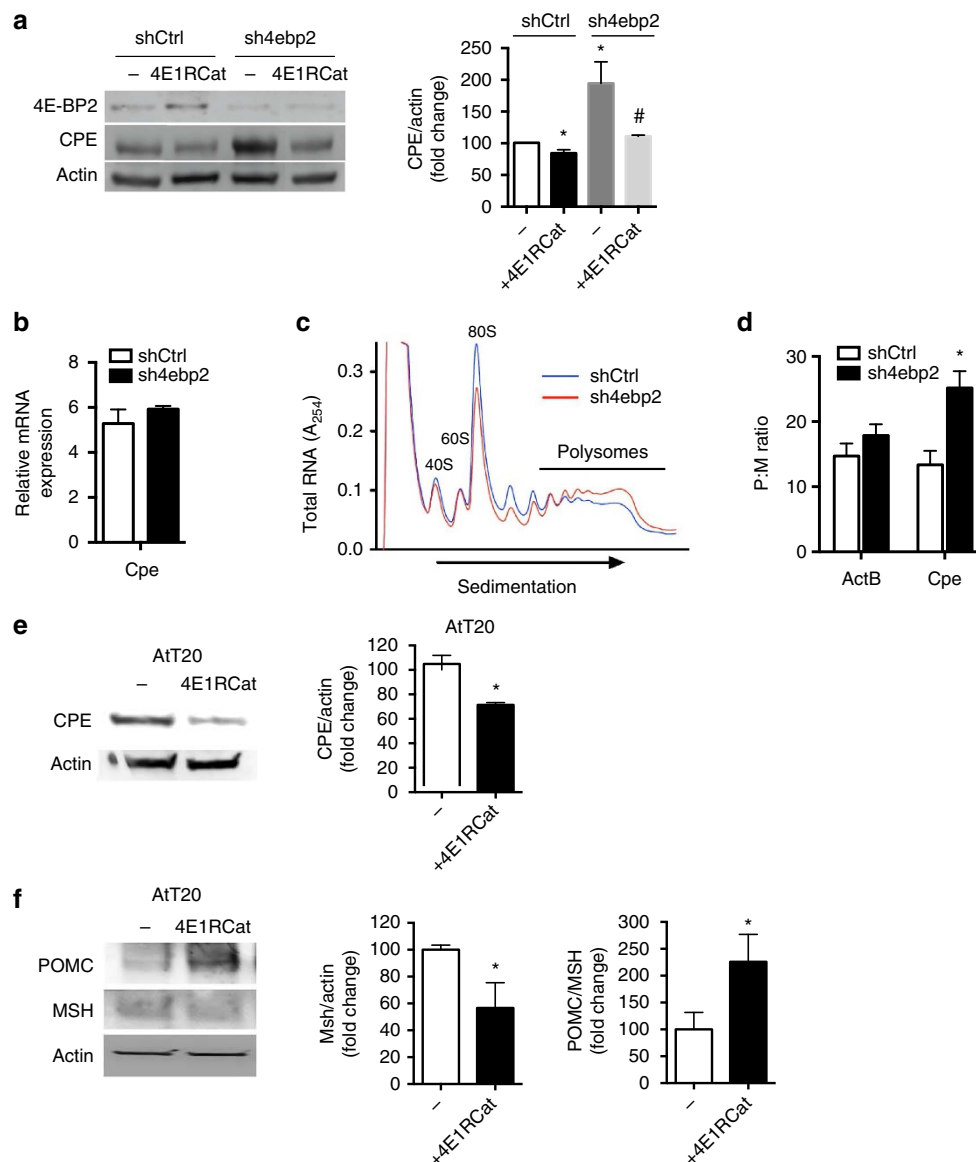 a
shCtrl sh4ebp2
– 4E1RCat – 4E1RCat
4E-BP2
CPE
Actin
shCtrl sh4ebp2
CPE/actin
(fold change)
250
200
150
100
50
0
*
*
*
#
–
+4E1RCat
–
+4E1RCat
b
Relative mRNA
expression
8
6
4
2
0
shCtrl
sh4ebp2
Cpe
c
Total RNA (A254)
0.3
0.2
0.1
0.0
40S
60S
80S
shCtrl
sh4ebp2
Polysomes
Sedimentation
d
P:M ratio
30
20
10
0
shCtrl
sh4ebp2
*
ActB Cpe
e
AtT20
– 4E1RCat
CPE
Actin
AtT20
CPE/actin
(fold change)
120
100
80
60
40
20
0
*
–
+4E1RCat
f
AtT20
– 4E1RCat
POMC
MSH
Actin
Msh/actin
(fold change)
120
100
80
60
40
20
0
*
–
+4E1RCat
POMC/MSH
(fold change)
300
250
200
150
100
50
0
*
–
+4E1RCat